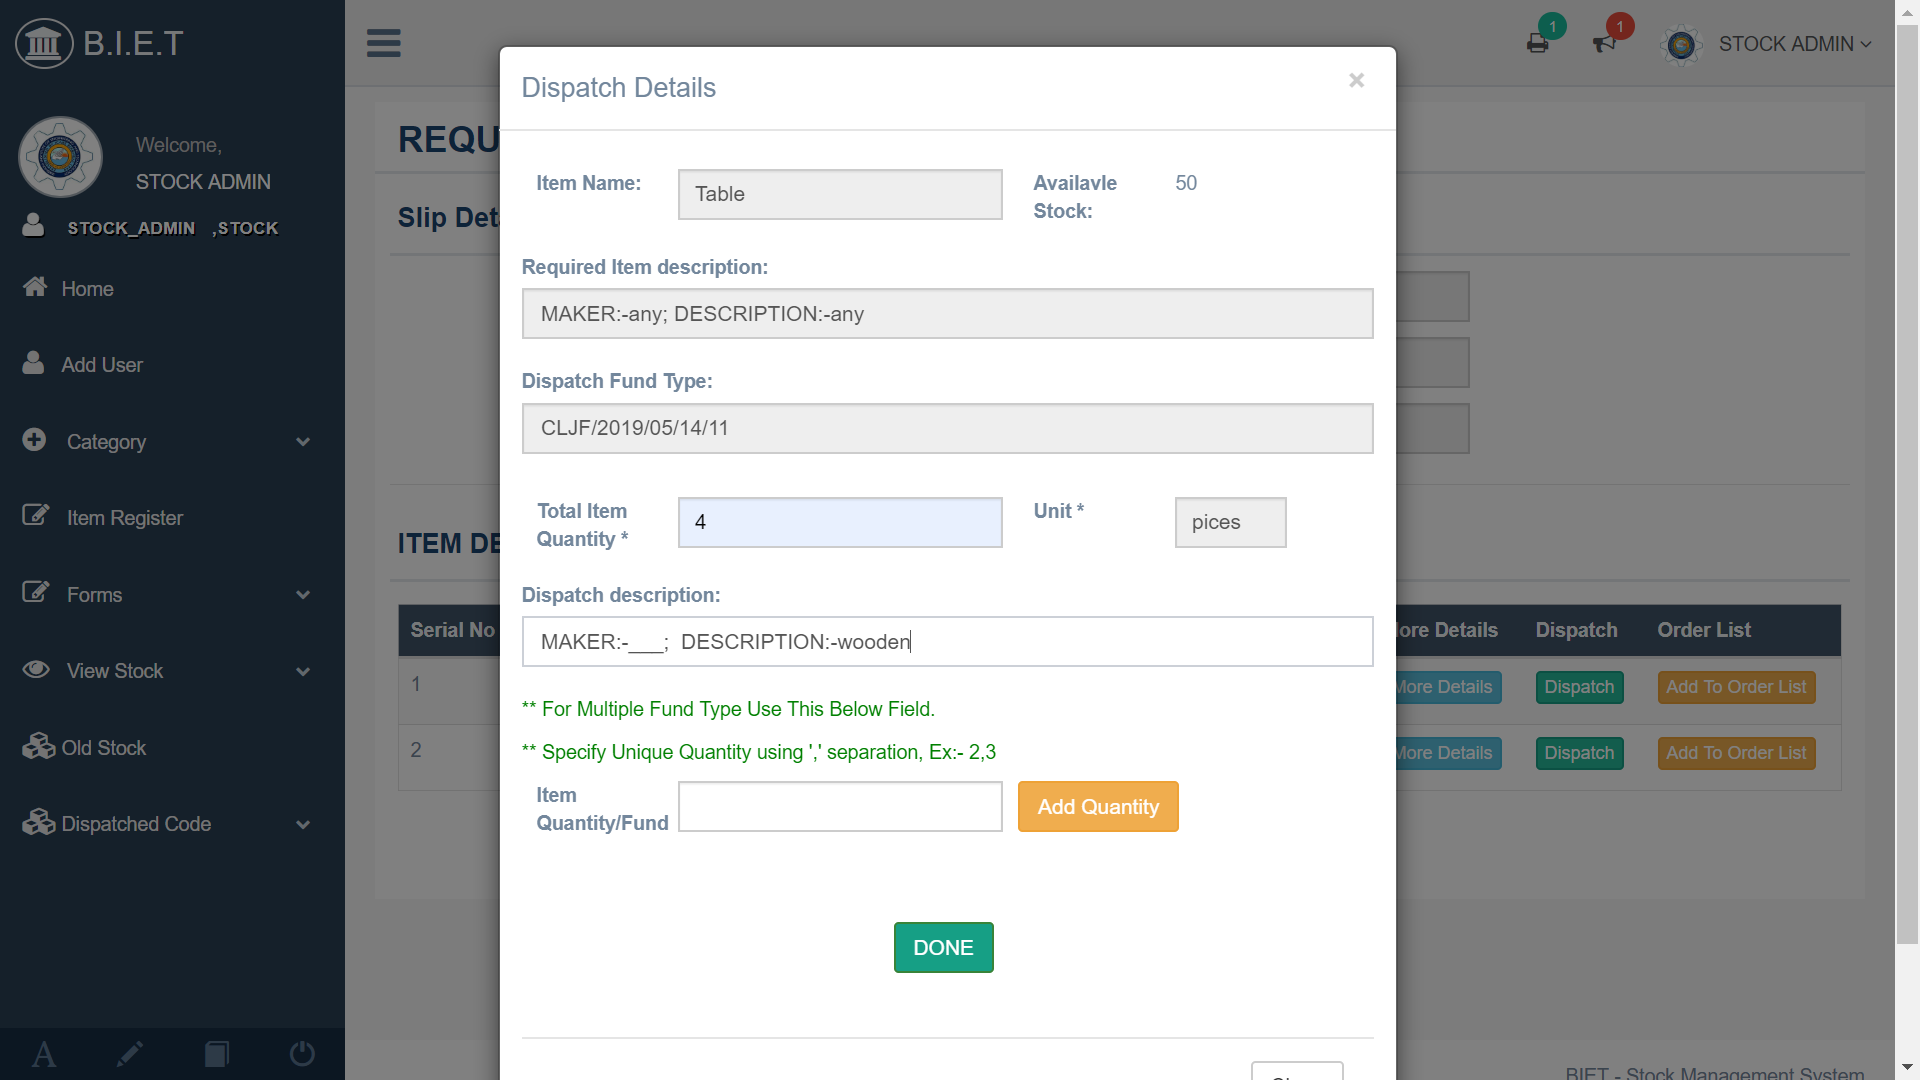 B.I.E.T
1
1
STOCK ADMIN
Welcome,
STOCK ADMIN
STOCK_ADMIN ,STOCK
Home
Add User
Category
Item Register
Forms
View Stock
Old Stock
Dispatched Code
A
REQU
Slip Det
ITEM DE
Serial No
ore Details
Dispatch
Order List
1
More Details
Dispatch
Add To Order List
2
More Details
Dispatch
Add To Order List
Dispatch Details
×
Item Name:
Table
Availavle
Stock:
50
Required Item description:
MAKER:-any; DESCRIPTION:-any
Dispatch Fund Type:
CLJF/2019/05/14/11
Total Item
Quantity *
4
Unit *
pices
Dispatch description:
MAKER:-___;  DESCRIPTION:-wooden
** For Multiple Fund Type Use This Below Field.
** Specify Unique Quantity using ',' separation, Ex:- 2,3
Item
Quantity/Fund
Add Quantity
DONE
BIET - Stock Management System